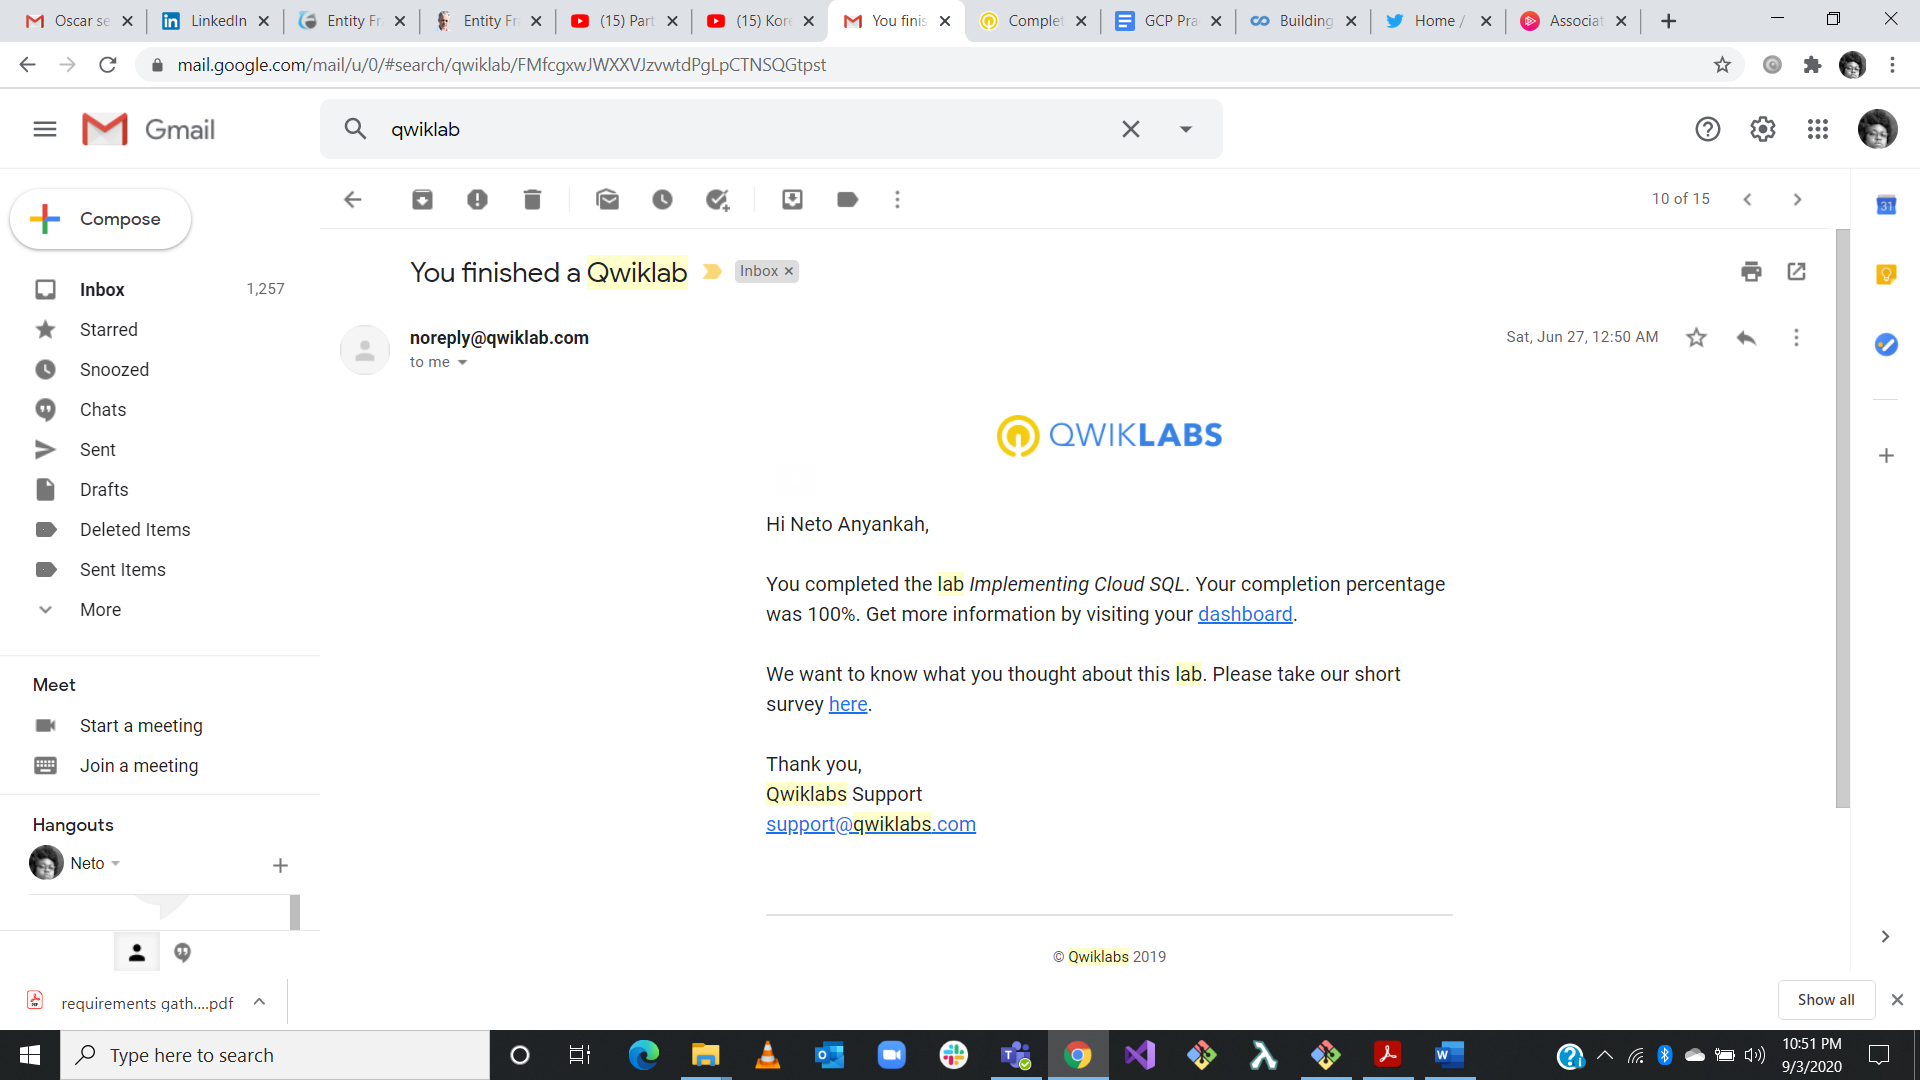 Oscar se
LinkedIn
Entity Fr
Entity Fr
(15) Part
(15) Kore
You finis
Complet
GCP Pra
Building
Home /
Associat
mail.google.com/mail/u/0/#search/qwiklab/FMfcgxwJWXXVJzvwtdPgLpCTNSQGtpst
Gmail
qwiklab
Compose
10 of 15
31
You finished a Qwiklab
Inbox
Inbox 1,257
Starred
Snoozed
Chats
Sent
Drafts
Deleted Items
Sent Items
More
noreply@qwiklab.com
to me
Sat, Jun 27, 12:50 AM
QWIKLABS
Hi Neto Anyankah,
You completed the lab Implementing Cloud SQL. Your completion percentage
was 100%. Get more information by visiting your dashboard.
We want to know what you thought about this lab. Please take our short
survey here.
Thank you,
Qwiklabs Support
support@qwiklabs.com
© Qwiklabs 2019
Meet
Start a meeting
Join a meeting
Hangouts
Neto
requirements gath....pdf
Show all
Type here to search
10:51 PM
9/3/2020